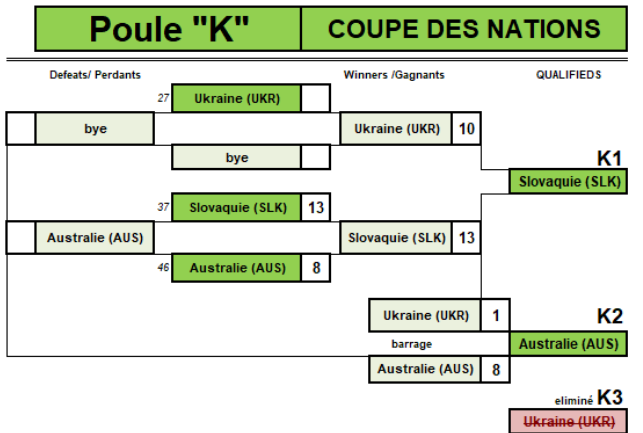 Poule "K" COUPE DES NATIONS
Defeats/ Perdants Winners /Gagnants QUALIFIEDS
27 Ukraine (UKR)
bye Ukraine (UKR) 10
bye K1
Slovaquie (SLK)
37 Slovaquie (SLK) 13
Australie (AUS) Slovaquie (SLK) 13
46 Australie (AUS) 8
Ukraine (UKR) 1 K2
barrage Australie (AUS)
Australie (AUS) 8
eliminé K3
Ukraine (UKR)